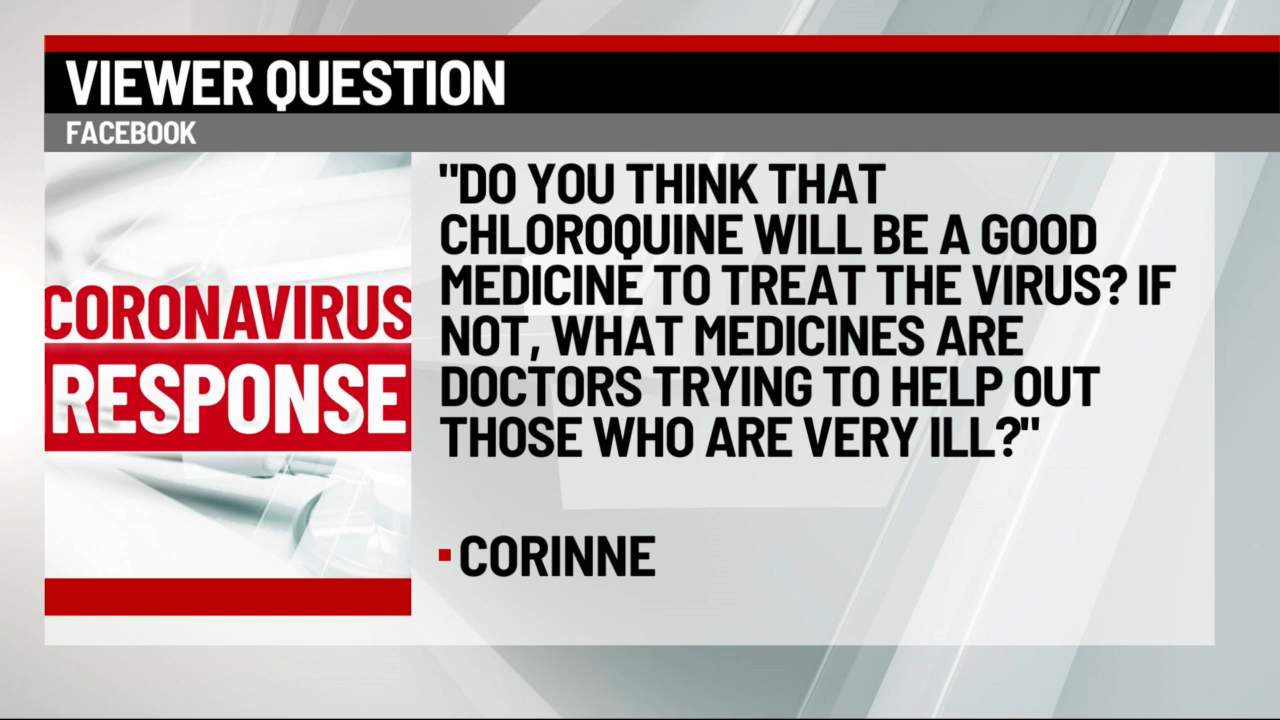 VIEWER QUESTION
FACEBOOK
CORONAVIRUS
RESPONSE
"DO YOU THINK THAT
CHLOROQUINE WILL BE A GOOD
MEDICINE TO TREAT THE VIRUS? IF
NOT, WHAT MEDICINES ARE
DOCTORS TRYING TO HELP OUT
THOSE WHO ARE VERY ILL?"
CORINNE